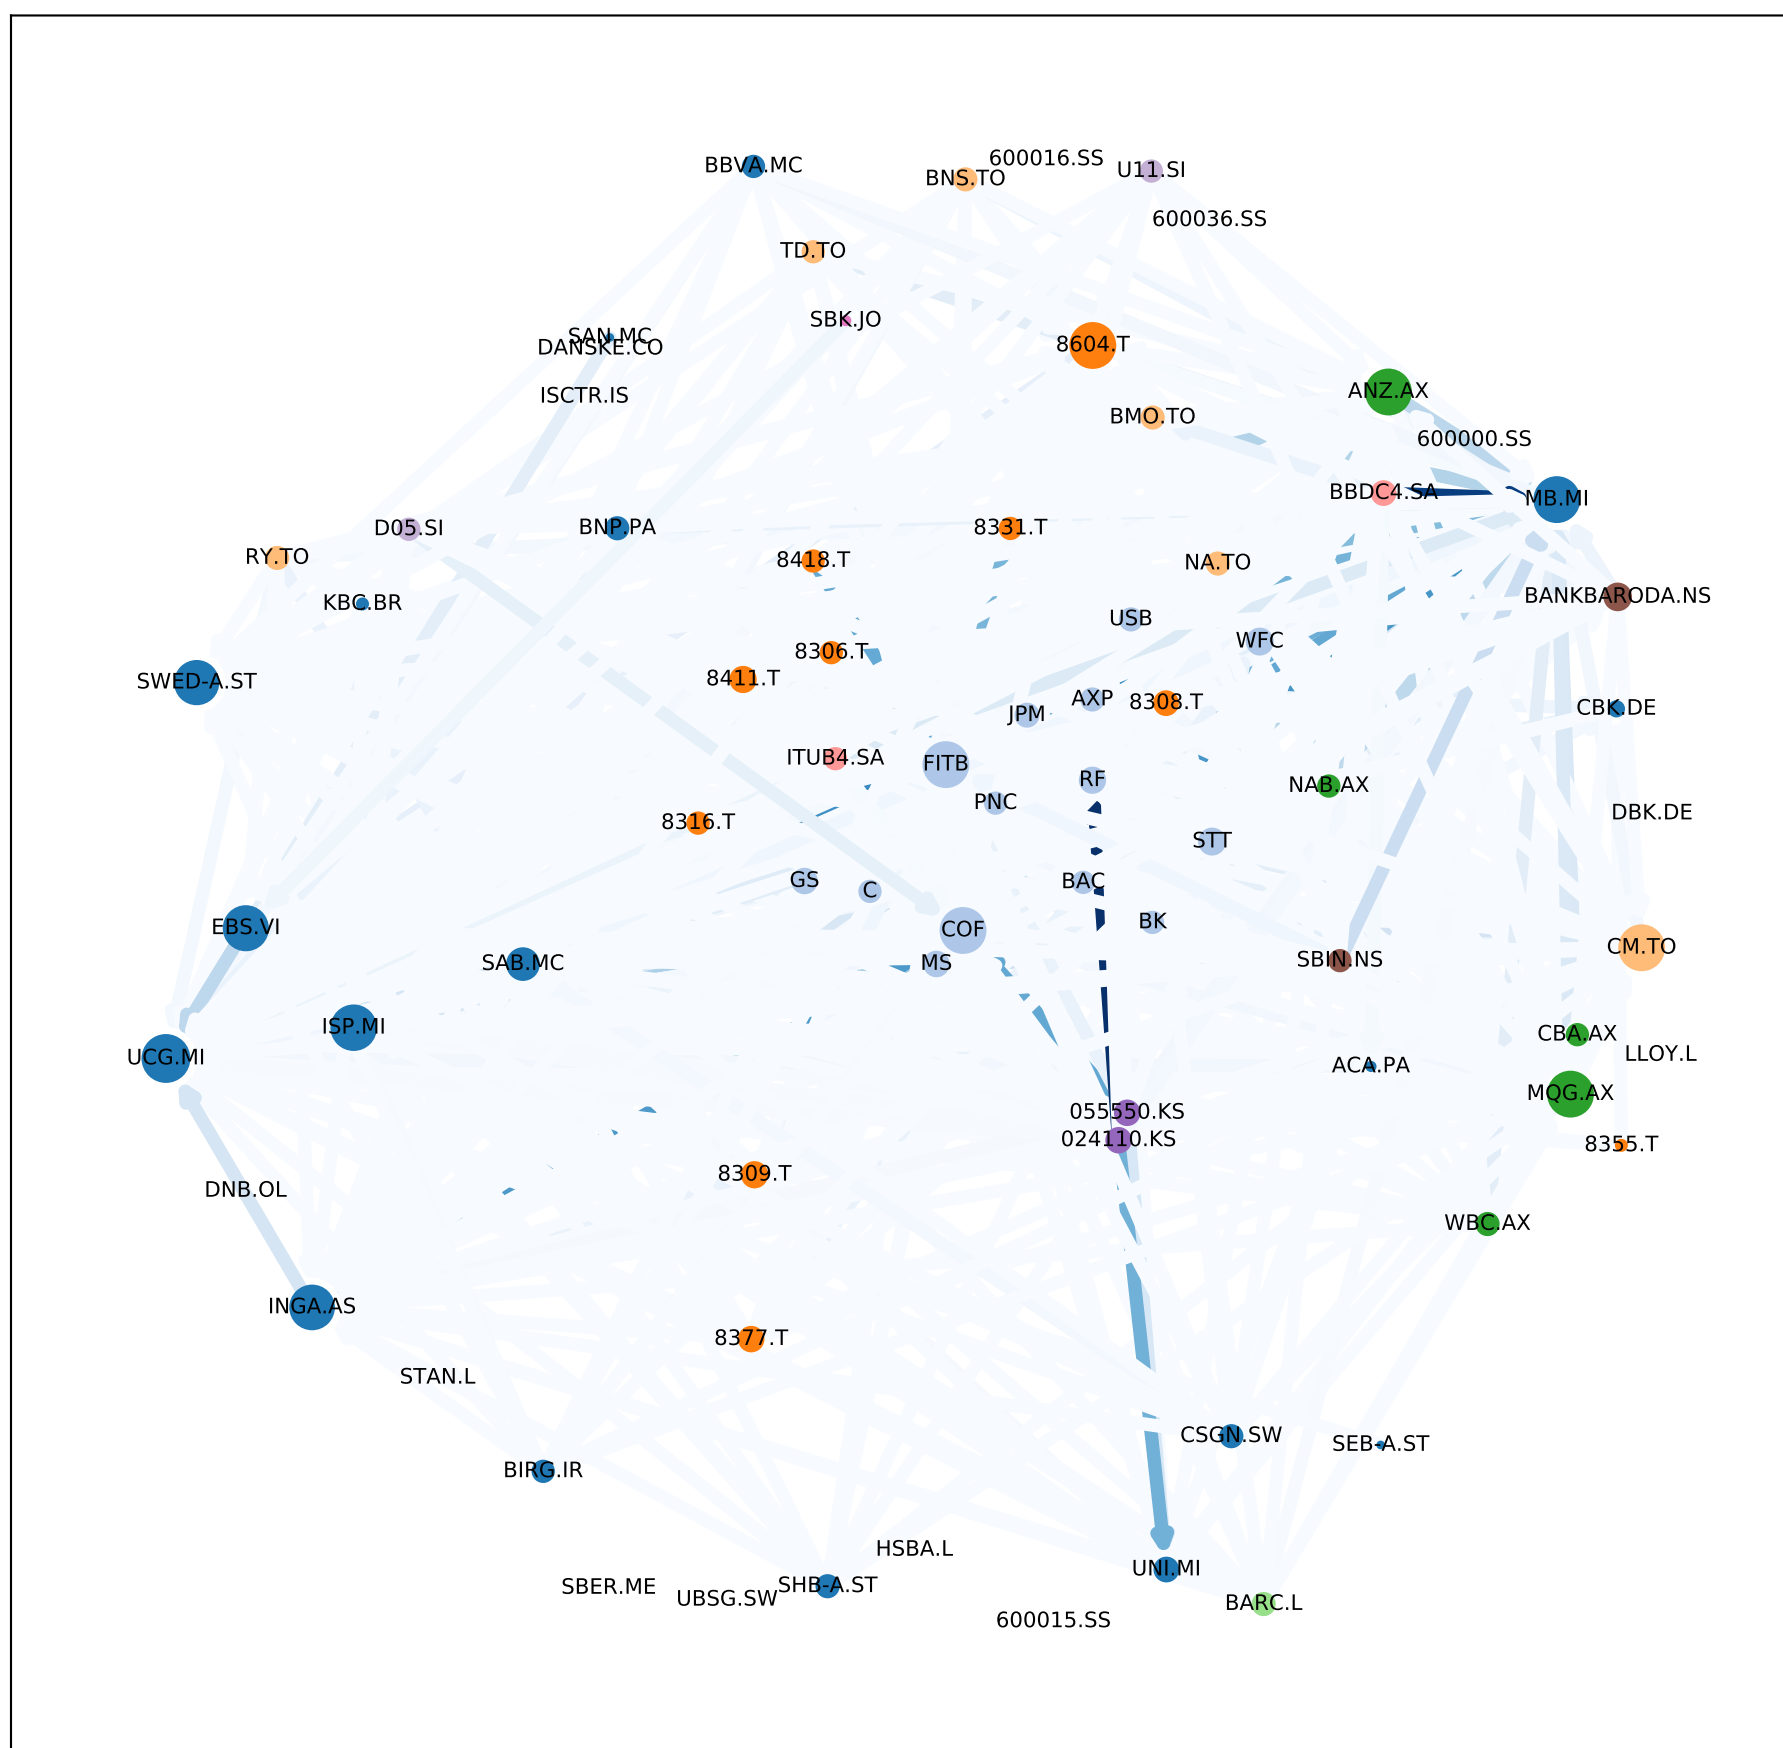 600016.SS
BBVA.MC
U11.SI
BNS.TO
600036.SS
TD.TO
SBK.JO
SAN.MC
DANSKE.CO
8604.T
ISCTR.IS
ANZ.AX
BMO.TO
600000.SS
BBDC4.SA
MB.MI
D05.SI
BNP.PA
8331.T
RY.TO
8418.T
NA.TO
KBC.BR
BANKBARODA.NS
USB
WFC
8306.T
SWED-A.ST
8411.T
AXP
8308.T
CBK.DE
JPM
ITUB4.SA
FITB
RF
NAB.AX
PNC
DBK.DE
8316.T
STT
GS
C
BAC
BK
EBS.VI
COF
CM.TO
SAB.MC
MS
SBIN.NS
ISP.MI
CBA.AX
UCG.MI
LLOY.L
ACA.PA
MQG.AX
055550.KS
024110.KS
8355.T
8309.T
DNB.OL
WBC.AX
INGA.AS
8377.T
STAN.L
CSGN.SW
SEB-A.ST
BIRG.IR
HSBA.L
UNI.MI
SBER.ME
SHB-A.ST
UBSG.SW
BARC.L
600015.SS